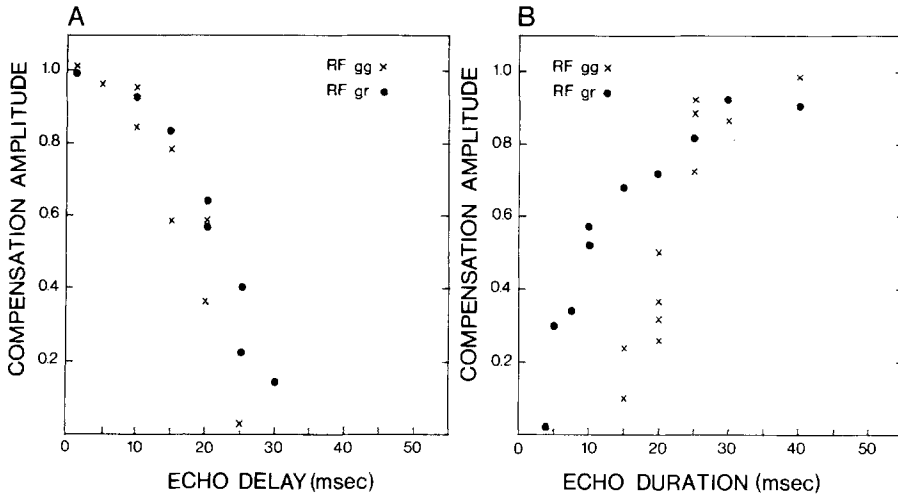 A
COMPENSATION AMPLITUDE
1.0
0.8
0.6
0.4
0.2
RF gg ×
RF gr ●
0 10 20 30 40 50
ECHO DELAY (msec)
B
COMPENSATION AMPLITUDE
1.0
0.8
0.6
0.4
0.2
RF gg ×
RF gr ●
0 10 20 30 40 50
ECHO DURATION (msec)